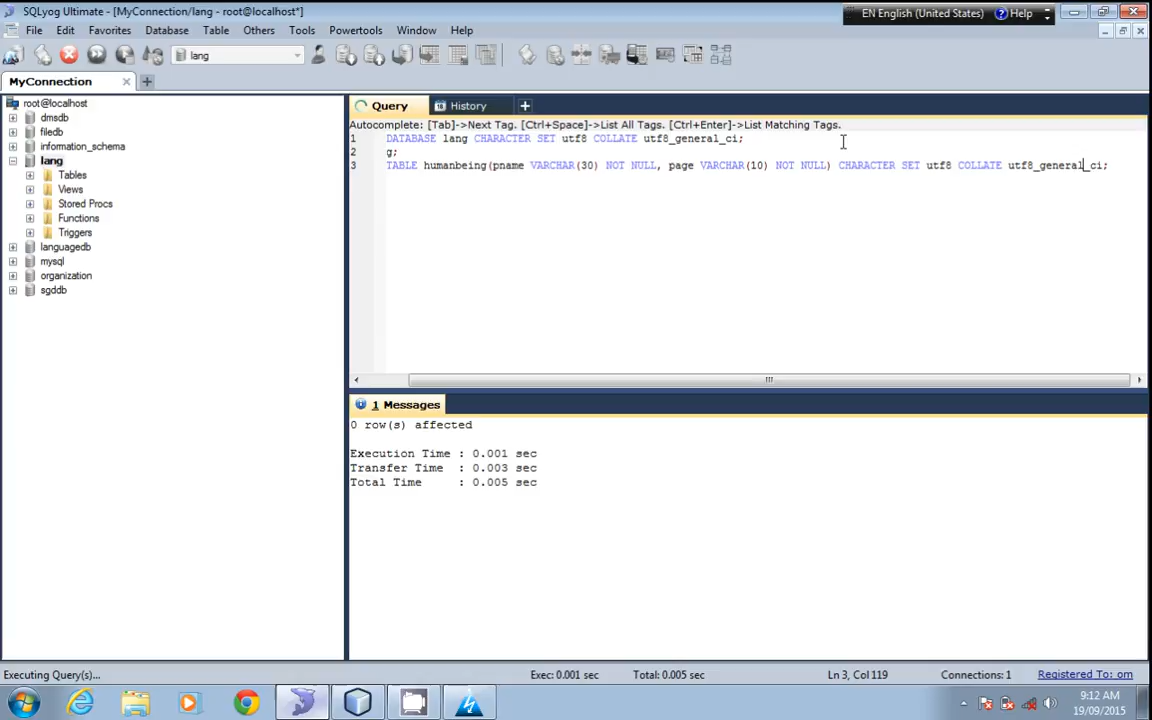 SQLyog Ultimate - [MyConnection/lang - root@localhost*]
EN English (United States) Help
File Edit Favorites Database Table Others Tools Powertools Window Help
lang
MyConnection
root@localhost
dmsdb
filedb
information_schema
lang
Tables
Views
Stored Procs
Functions
Triggers
languagedb
mysql
organization
sgddb
Query History
Autocomplete: [Tab]->Next Tag. [Ctrl+Space]->List All Tags. [Ctrl+Enter]->List Matching Tags.
1 DATABASE lang CHARACTER SET utf8 COLLATE utf8_general_ci;
2 g;
3 TABLE humanbeing(pname VARCHAR(30) NOT NULL, page VARCHAR(10) NOT NULL) CHARACTER SET utf8 COLLATE utf8_general_ci;
1 Messages
0 row(s) affected
Execution Time : 0.001 sec
Transfer Time : 0.003 sec
Total Time : 0.005 sec
Executing Query(s)... Exec: 0.001 sec Total: 0.005 sec Ln 3, Col 119 Connections: 1 Registered To: om
9:12 AM
19/09/2015